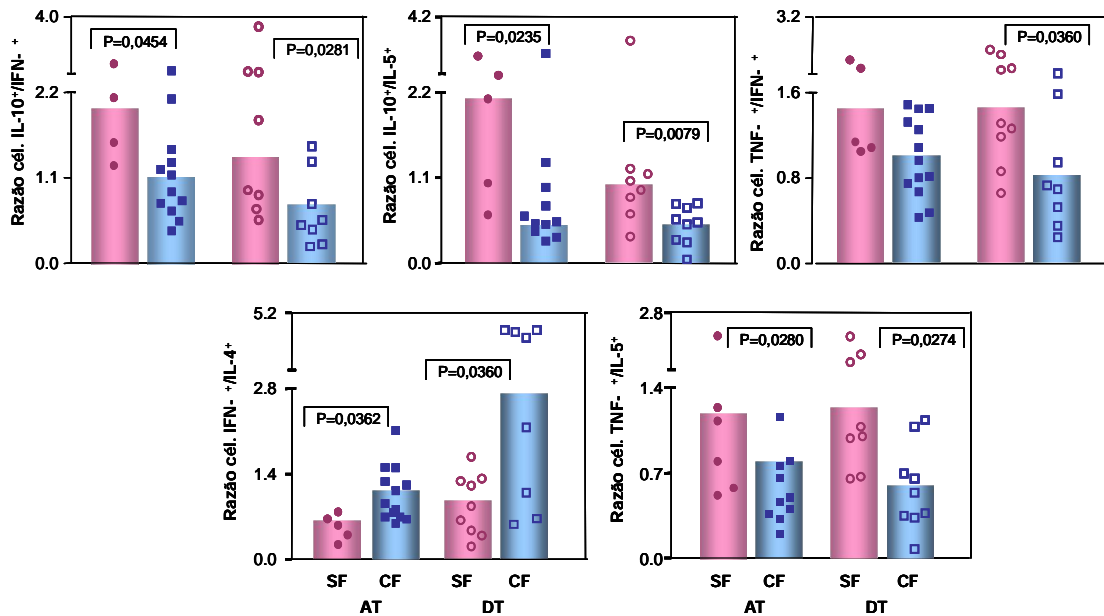 Razão cél. IL-10+/IFN- +
4.0
2.2
1.1
0.0
P=0,0454
P=0,0281
Razão cél. IL-10+/IL-5+
4.2
2.2
1.1
0.0
P=0,0235
P=0,0079
Razão cél. TNF- +/IFN- +
3.2
1.6
0.8
0.0
P=0,0360
Razão cél. IFN- +/IL-4+
5.2
2.8
1.4
0.0
P=0,0362
P=0,0360
SF CF SF CF
AT DT
Razão cél. TNF- +/IL-5+
2.8
1.4
0.7
0.0
P=0,0280
P=0,0274
SF CF SF CF
AT DT